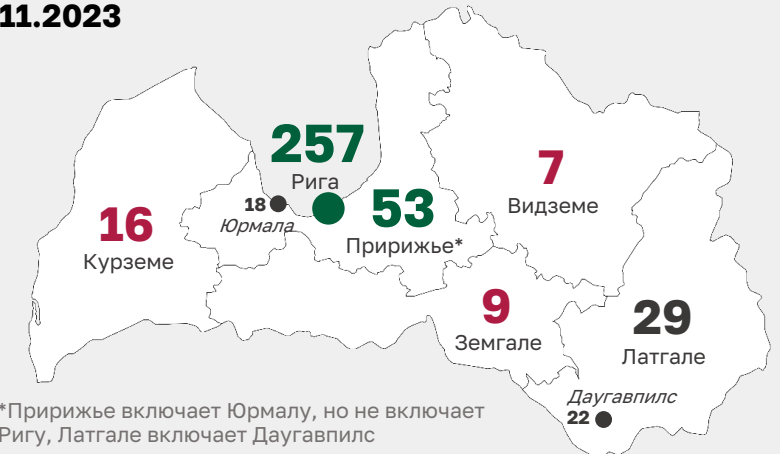 11.2023
257
Рига
53
Пририжье*
7
Видземе
18
Юрмала
16
Курземе
9
Земгале
29
Латгале
Даугавпилс
22
*Пририжье включает Юрмалу, но не включает
Ригу, Латгале включает Даугавпилс